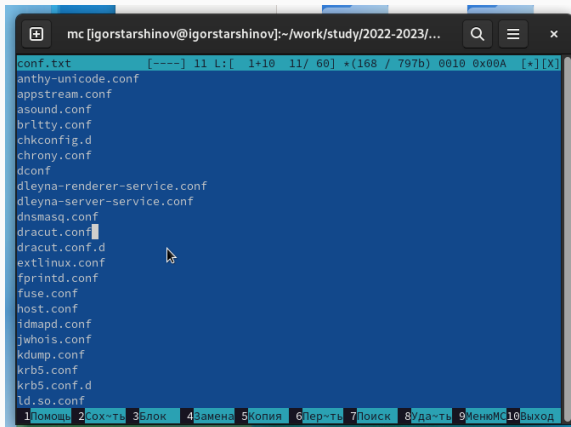 mc [igorstarshinov@igorstarshinov]:~/work/study/2022-2023/...
conf.txt [----] 11 L:[ 1+10 11/ 60] *(168 / 797b) 0010 0x00A [*][X]
anthy-unicode.conf
appstream.conf
asound.conf
brltty.conf
chkconfig.d
chrony.conf
dconf
dleyna-renderer-service.conf
dleyna-server-service.conf
dnsmasq.conf
dracut.conf
dracut.conf.d
extlinux.conf
fprintd.conf
fuse.conf
host.conf
idmapd.conf
jwhois.conf
kdump.conf
krb5.conf
krb5.conf.d
ld.so.conf
1Помощь 2Сох~ть 3Блок 4Замена 5Копия 6Пер~ть 7Поиск 8Уда~ть 9МенюMC 10Выход